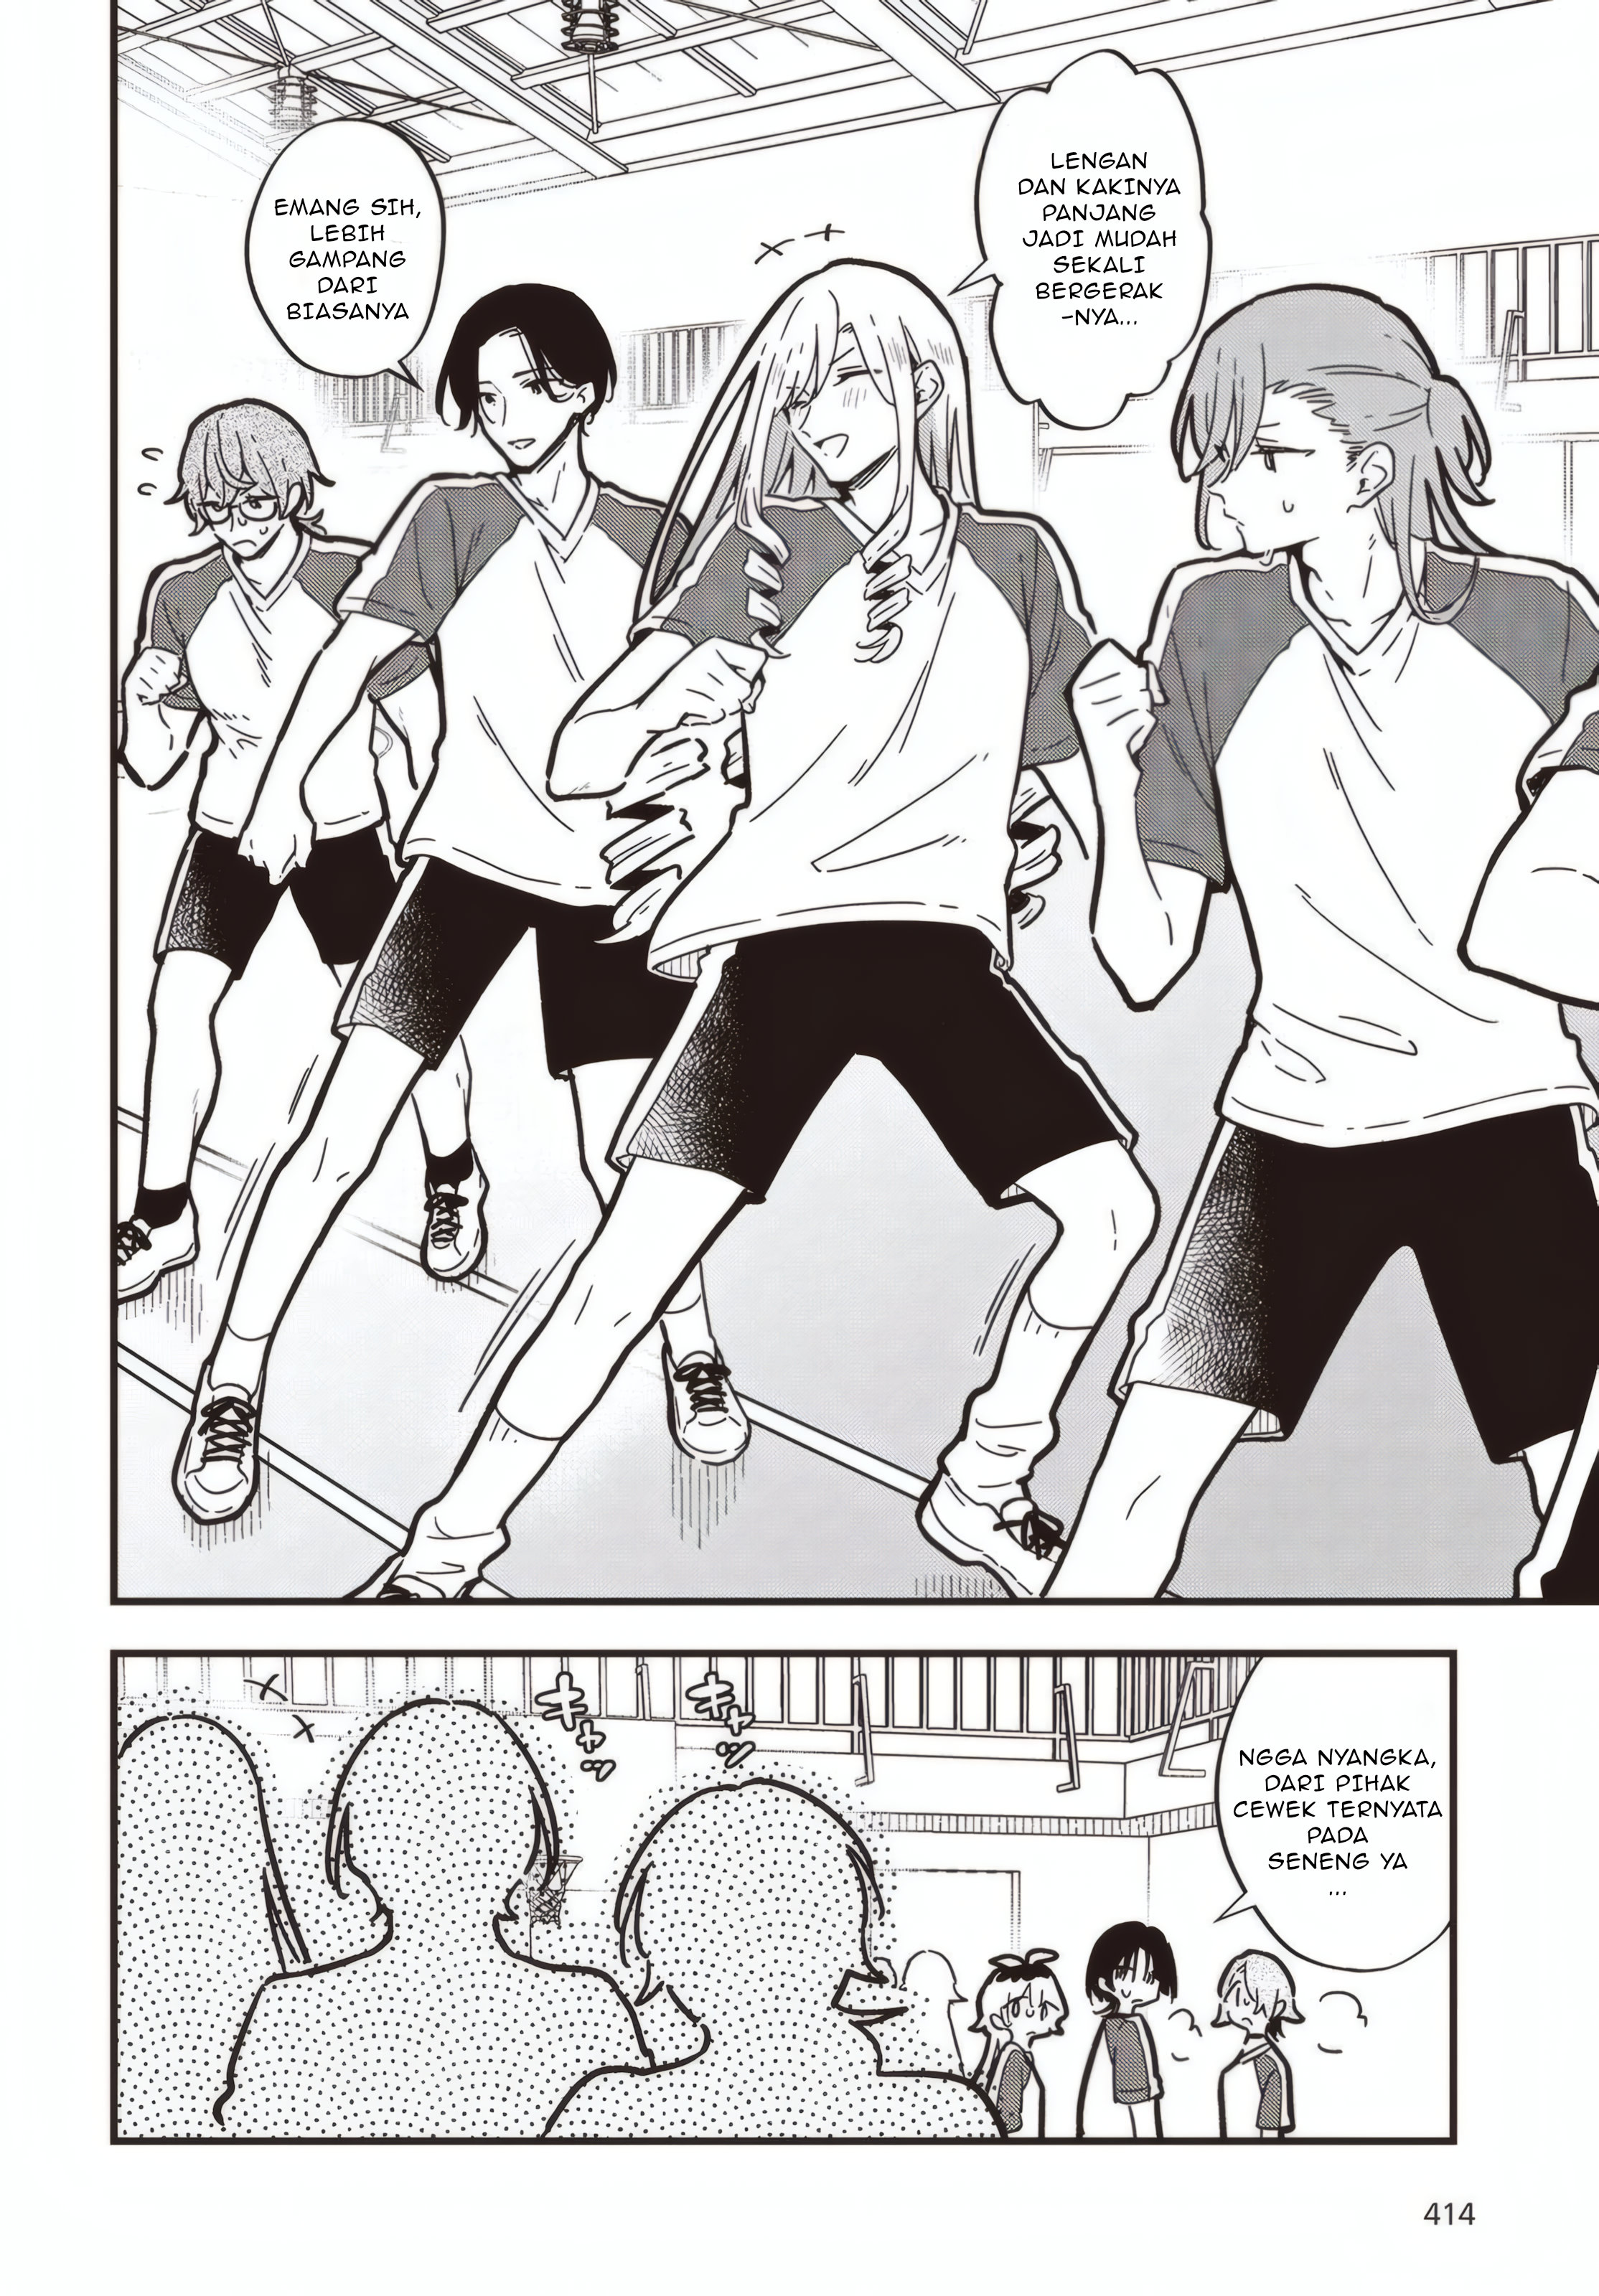 LENGAN
DAN KAKINYA
PANJANG
JADI MUDAH
SEKALI
BERGERAK
-NYA...
EMANG SIH,
LEBIH
GAMPANG
DARI
BIASANYA
NGGA NYANGKA,
DARI PIHAK
CEWEK TERNYATA
PADA
SENENG YA
...
キャッ
キャッ
414